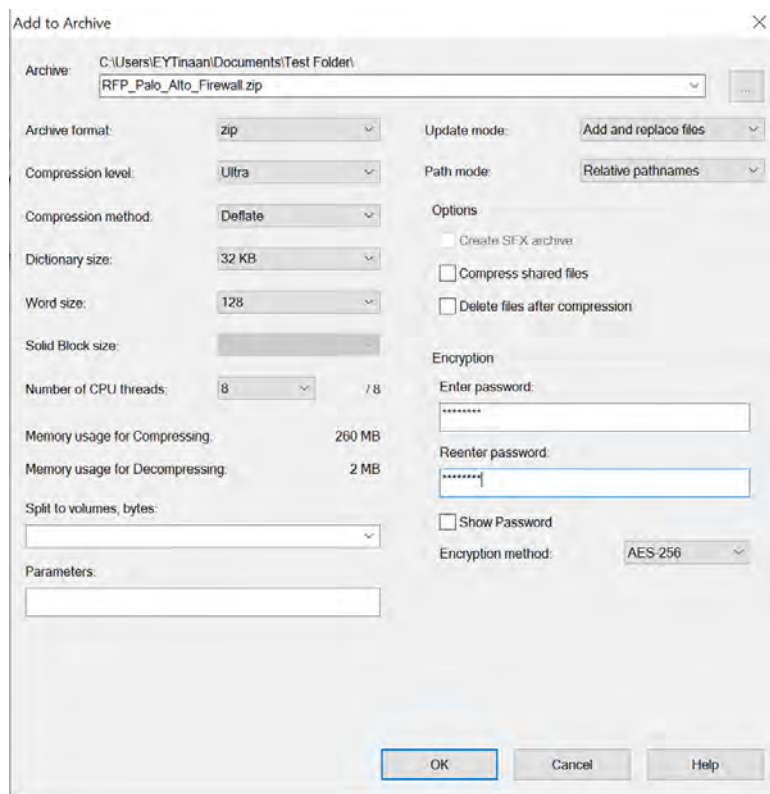 Add to Archive
Archive:
C:\Users\EYTinaan\Documents\Test Folder\
RFP_Palo_Alto_Firewall.zip
...
Archive format:
zip
Compression level:
Ultra
Compression method:
Deflate
Dictionary size:
32 KB
Word size:
128
Solid Block size:
Number of CPU threads:
8
/ 8
Memory usage for Compressing:
260 MB
Memory usage for Decompressing:
2 MB
Split to volumes, bytes:
Parameters:
Update mode:
Add and replace files
Path mode:
Relative pathnames
Options
Create SFX archive
Compress shared files
Delete files after compression
Encryption
Enter password:
********
Reenter password:
********
Show Password
Encryption method:
AES-256
OK
Cancel
Help